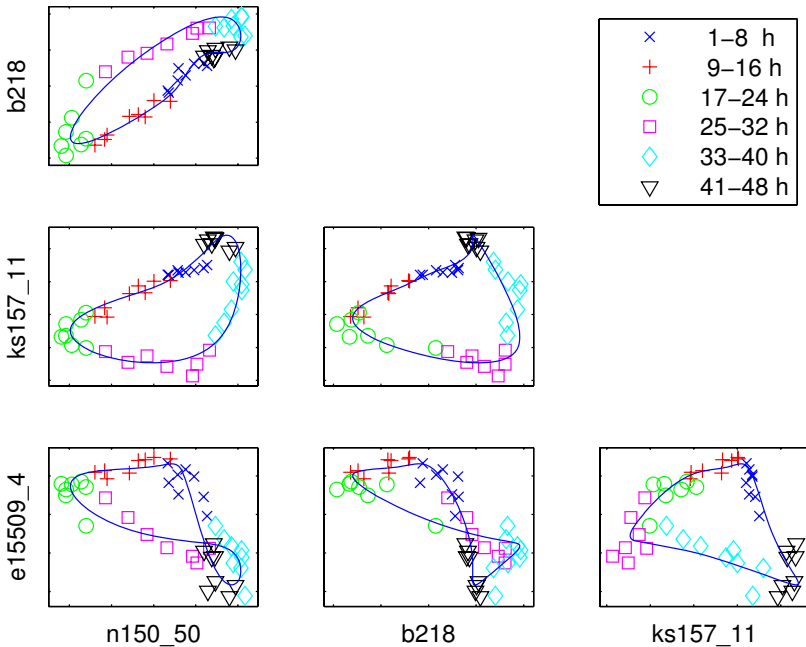 b218
1−8 h
9−16 h
17−24 h
25−32 h
33−40 h
41−48 h
ks157_11
e15509_4
n150_50
b218
ks157_11